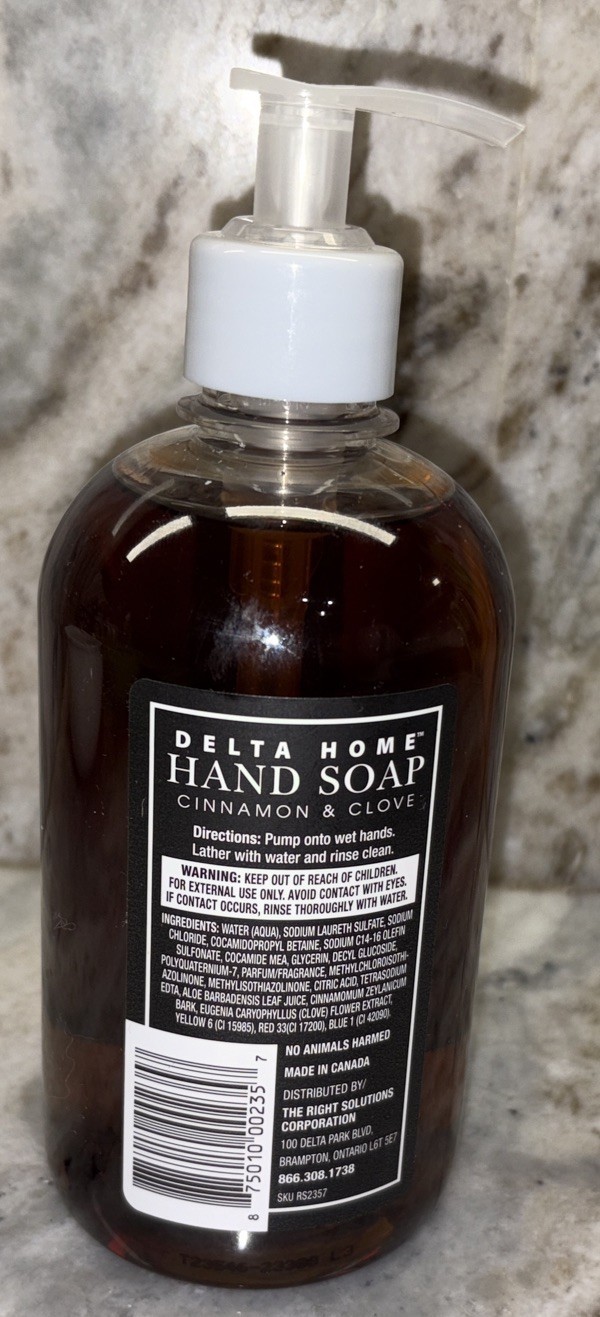 DELTA HOME™
HAND SOAP
CINNAMON & CLOVE
Directions: Pump onto wet hands.
Lather with water and rinse clean.
WARNING: KEEP OUT OF REACH OF CHILDREN.
FOR EXTERNAL USE ONLY. AVOID CONTACT WITH EYES.
IF CONTACT OCCURS, RINSE THOROUGHLY WITH WATER.
INGREDIENTS: WATER (AQUA), SODIUM LAURETH SULFATE, SODIUM
CHLORIDE, COCAMIDOPROPYL BETAINE, SODIUM C14-16 OLEFIN
SULFONATE, COCAMIDE MEA, GLYCERIN, DECYL GLUCOSIDE,
POLYQUATERNIUM-7, PARFUM/FRAGRANCE, METHYLCHLOROISOTHI-
AZOLINONE, METHYLISOTHIAZOLINONE, CITRIC ACID, TETRASODIUM
EDTA, ALOE BARBADENSIS LEAF JUICE, CINNAMOMUM ZEYLANICUM
BARK, EUGENIA CARYOPHYLLUS (CLOVE) FLOWER EXTRACT,
YELLOW 6 (CI 15985), RED 33(CI 17200), BLUE 1 (CI 42090).
NO ANIMALS HARMED
MADE IN CANADA
DISTRIBUTED BY/
THE RIGHT SOLUTIONS
CORPORATION
100 DELTA PARK BLVD,
BRAMPTON, ONTARIO L6T 5E7
866.308.1738
SKU RS2357
8 75010 00235 7